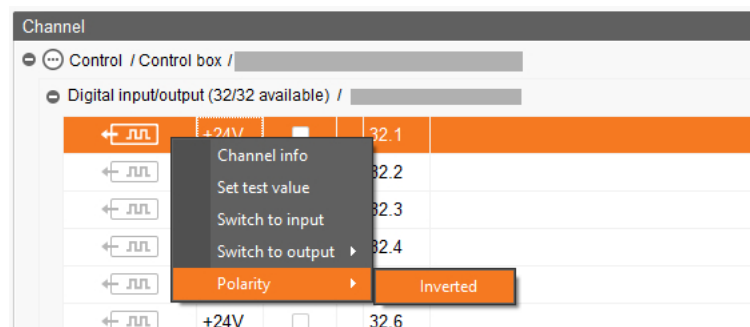 Channel
Control / Control box /
Digital input/output (32/32 available) /
+24V 32.1
Channel info
32.2
Set test value
32.3
Switch to input
32.4
Switch to output
Polarity
Inverted
+24V 32.6